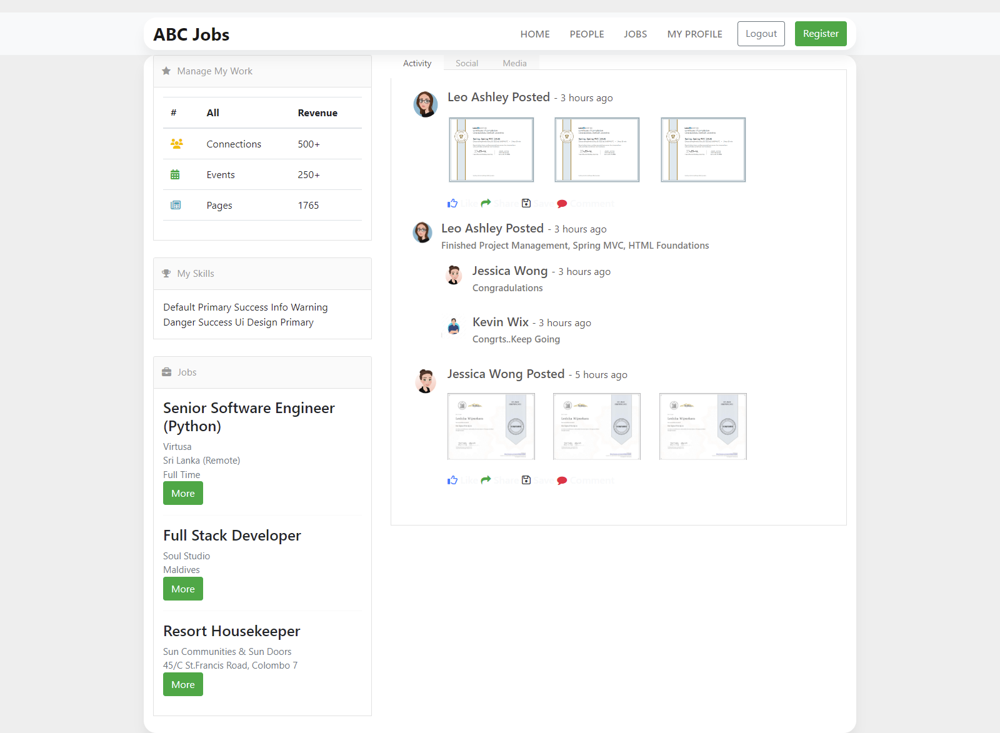 ABC Jobs
HOME
PEOPLE
JOBS
MY PROFILE
Logout
Register
Manage My Work
# All Revenue
Connections 500+
Events 250+
Pages 1765
My Skills
Default Primary Success Info Warning
Danger Success Ui Design Primary
Jobs
Senior Software Engineer
(Python)
Virtusa
Sri Lanka (Remote)
Full Time
More
Full Stack Developer
Soul Studio
Maldives
More
Resort Housekeeper
Sun Communities & Sun Doors
45/C St.Francis Road, Colombo 7
More
Activity
Social
Media
Leo Ashley Posted - 3 hours ago
Like Share Save Comment
Leo Ashley Posted - 3 hours ago
Finished Project Management, Spring MVC, HTML Foundations
Jessica Wong - 3 hours ago
Congradulations
Kevin Wix - 3 hours ago
Congrts..Keep Going
Jessica Wong Posted - 5 hours ago
Like Share Save Comment